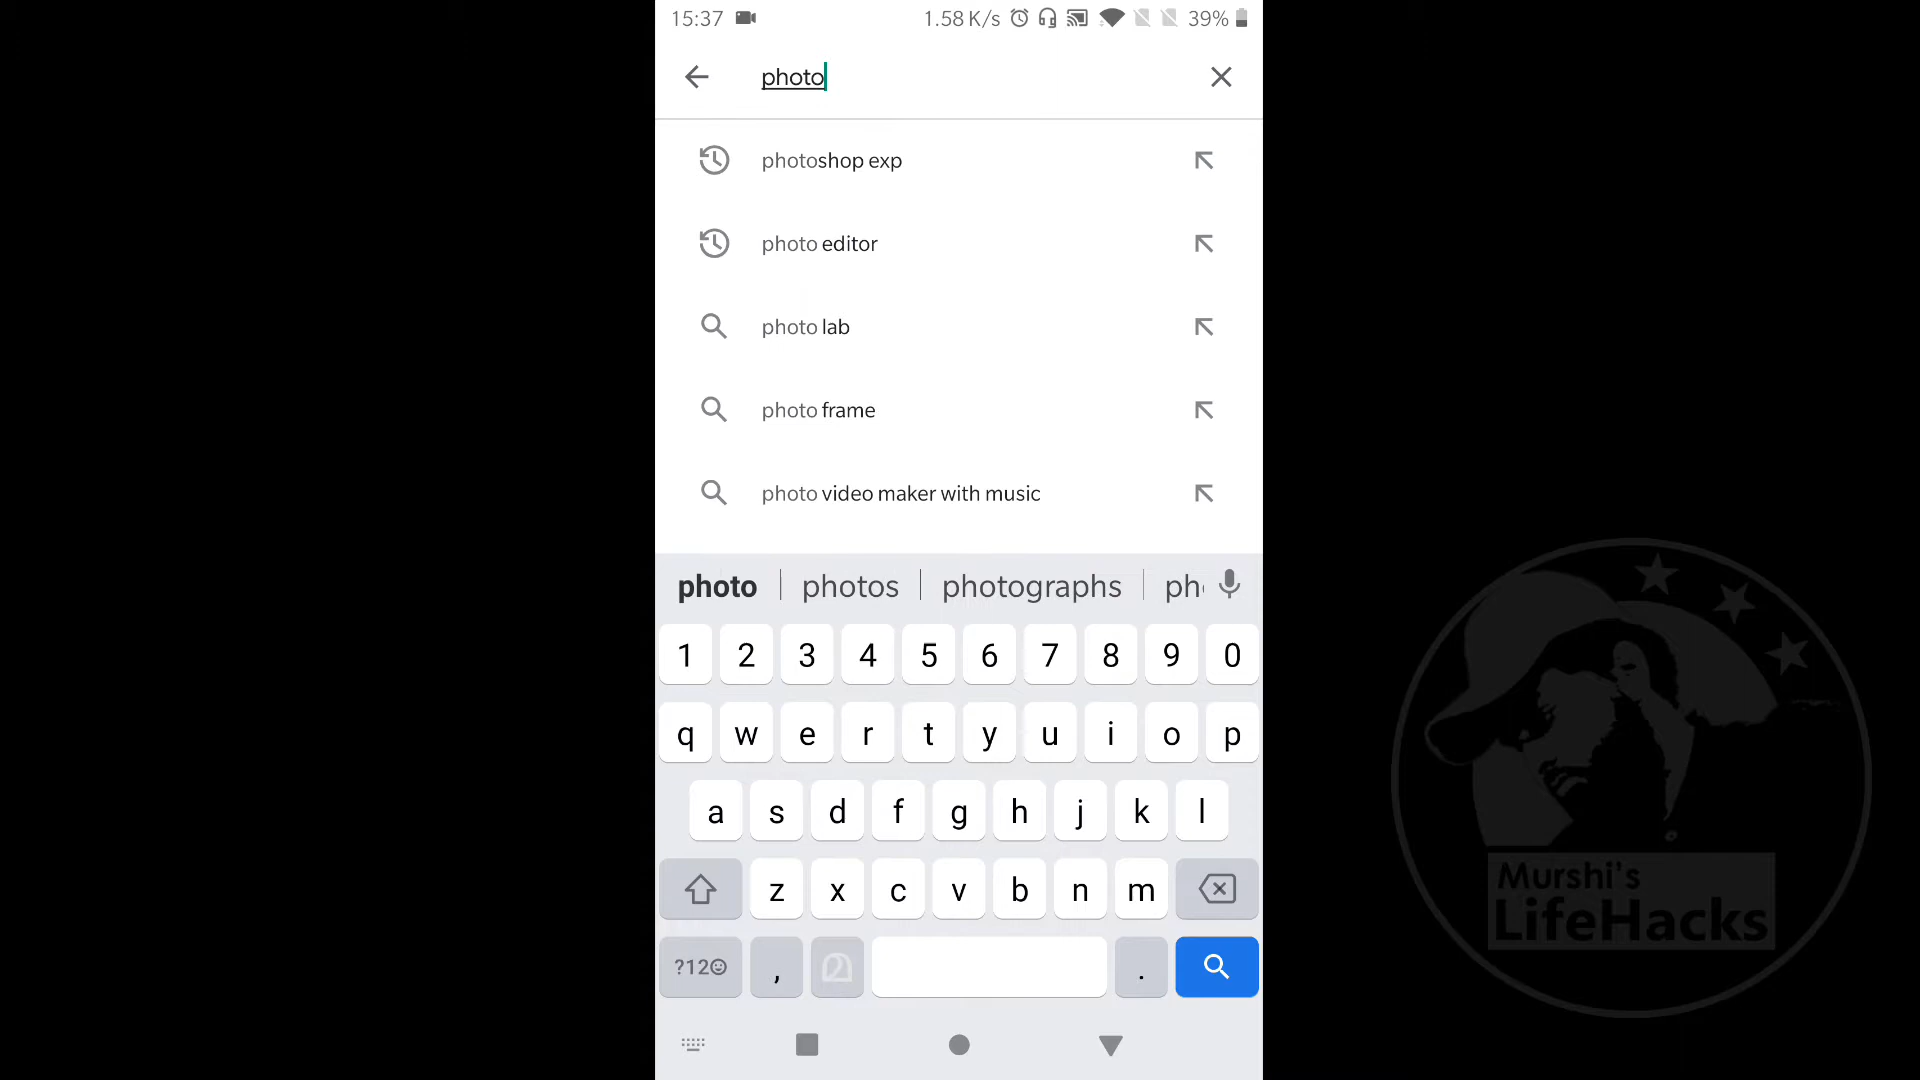 15:37 1.58 K/s 39%
photo
photoshop exp
photo editor
photo lab
photo frame
photo video maker with music
photo photos photographs ph
1 2 3 4 5 6 7 8 9 0
q w e r t y u i o p
a s d f g h j k l
z x c v b n m
?12 , മ .
Murshi's
LifeHacks